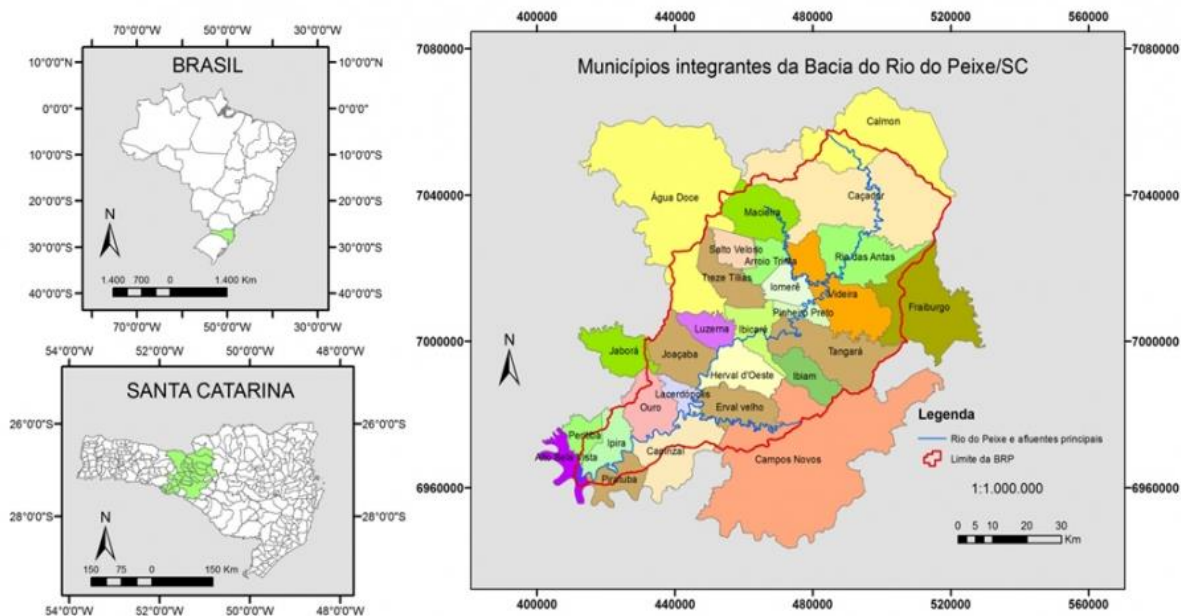 70°0'0"W 50°0'0"W 30°0'0"W
BRASIL
10°0'0"N
10°0'0"N
0°0'0"
0°0'0"
10°0'0"S
10°0'0"S
20°0'0"S
20°0'0"S
30°0'0"S
30°0'0"S
40°0'0"S
40°0'0"S
N
1.400 700 0 1.400 Km
70°0'0"W 50°0'0"W 30°0'0"W
54°0'0"W 52°0'0"W 50°0'0"W 48°0'0"W
SANTA CATARINA
26°0'0"S
26°0'0"S
28°0'0"S
28°0'0"S
N
150 75 0 150 Km
54°0'0"W 52°0'0"W 50°0'0"W 48°0'0"W
400000 440000 480000 520000 560000
7080000
7080000
Municípios integrantes da Bacia do Rio do Peixe/SC
Calmon
7040000
7040000
Água Doce
Caçador
Macieira
Salto Veloso
Arroio Trinta
Rio das Antas
Treze Tílias
Iomerê
Videira
Fraiburgo
Pinheiro Preto
Luzerna
Ibicaré
7000000
7000000
N
Jaborá
Joaçaba
Tangará
Herval d'Oeste
Ibiam
Lacerdópolis
Ouro
Erval velho
Peritiba
Ipira
Capinzal
Alto Bela Vista
Campos Novos
Piratuba
6960000
6960000
Legenda
Rio do Peixe e afluentes principais
Limite da BRP
1:1.000.000
0 5 10 20 30
Km
400000 440000 480000 520000 560000